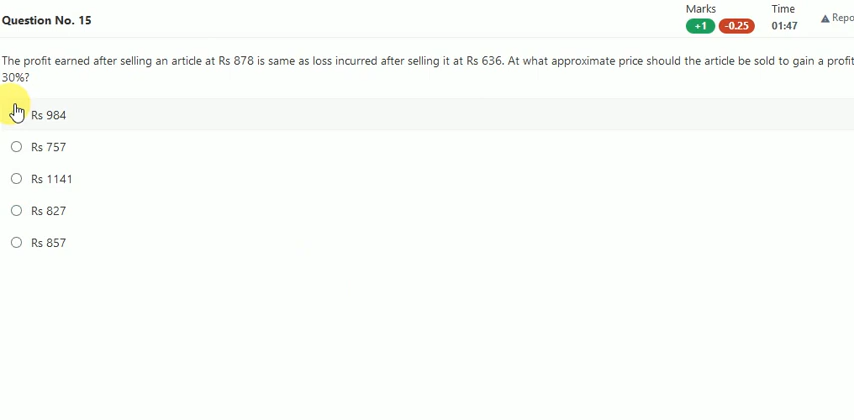 Question No. 15
Marks
+1 -0.25
Time
01:47
Repo
The profit earned after selling an article at Rs 878 is same as loss incurred after selling it at Rs 636. At what approximate price should the article be sold to gain a profit
30%?
Rs 984
Rs 757
Rs 1141
Rs 827
Rs 857